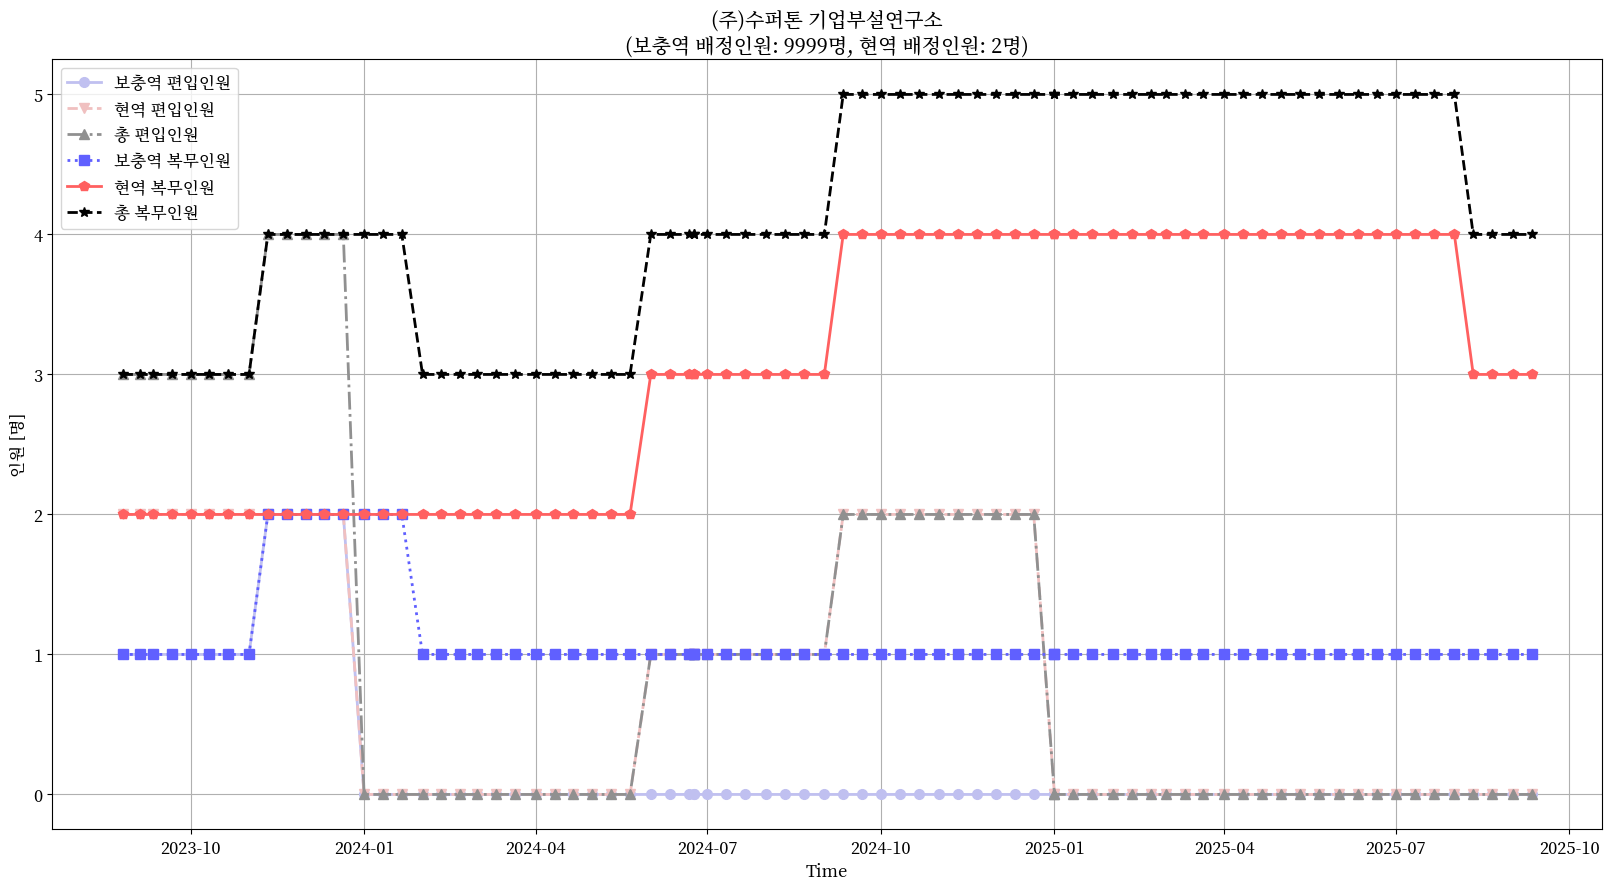 (주)수퍼톤 기업부설연구소
(보충역 배정인원: 9999명, 현역 배정인원: 2명)
보충역 편입인원
현역 편입인원
총 편입인원
보충역 복무인원
현역 복무인원
총 복무인원
5
4
3
2
1
0
인원 [명]
2023-10 2024-01 2024-04 2024-07 2024-10 2025-01 2025-04 2025-07 2025-10
Time